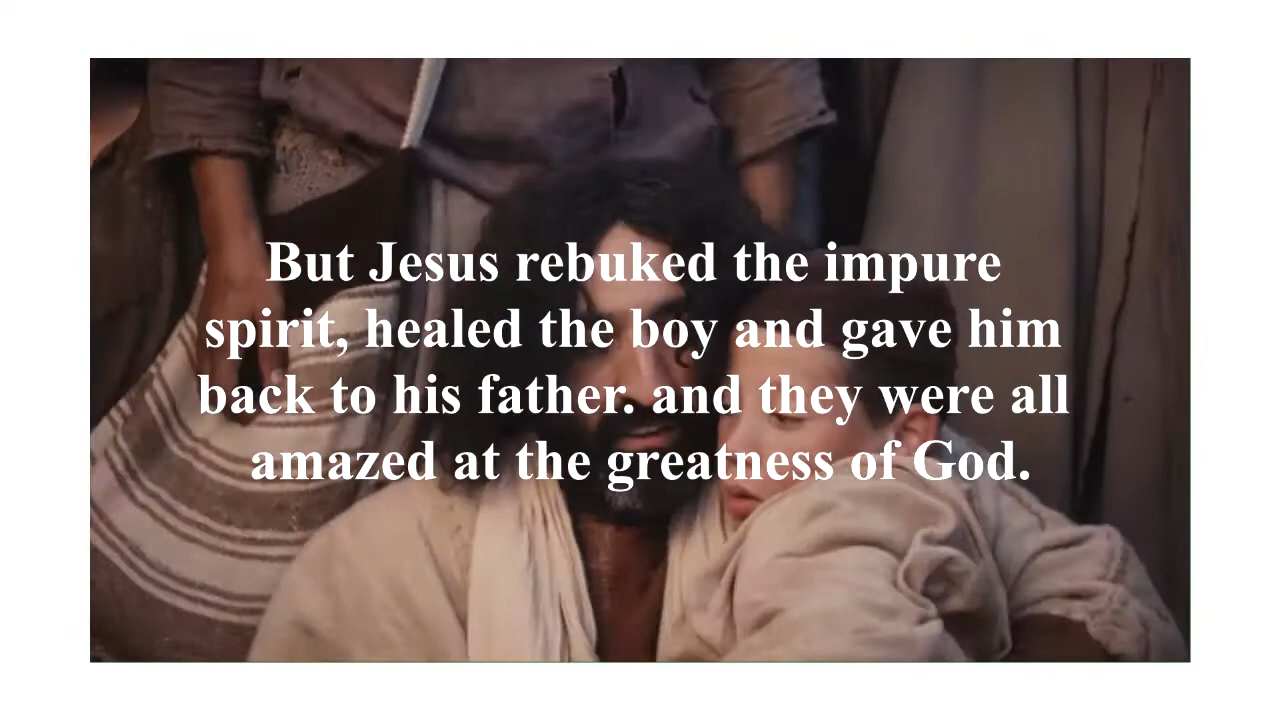 But Jesus rebuked the impure
spirit, healed the boy and gave him
back to his father. and they were all
amazed at the greatness of God.